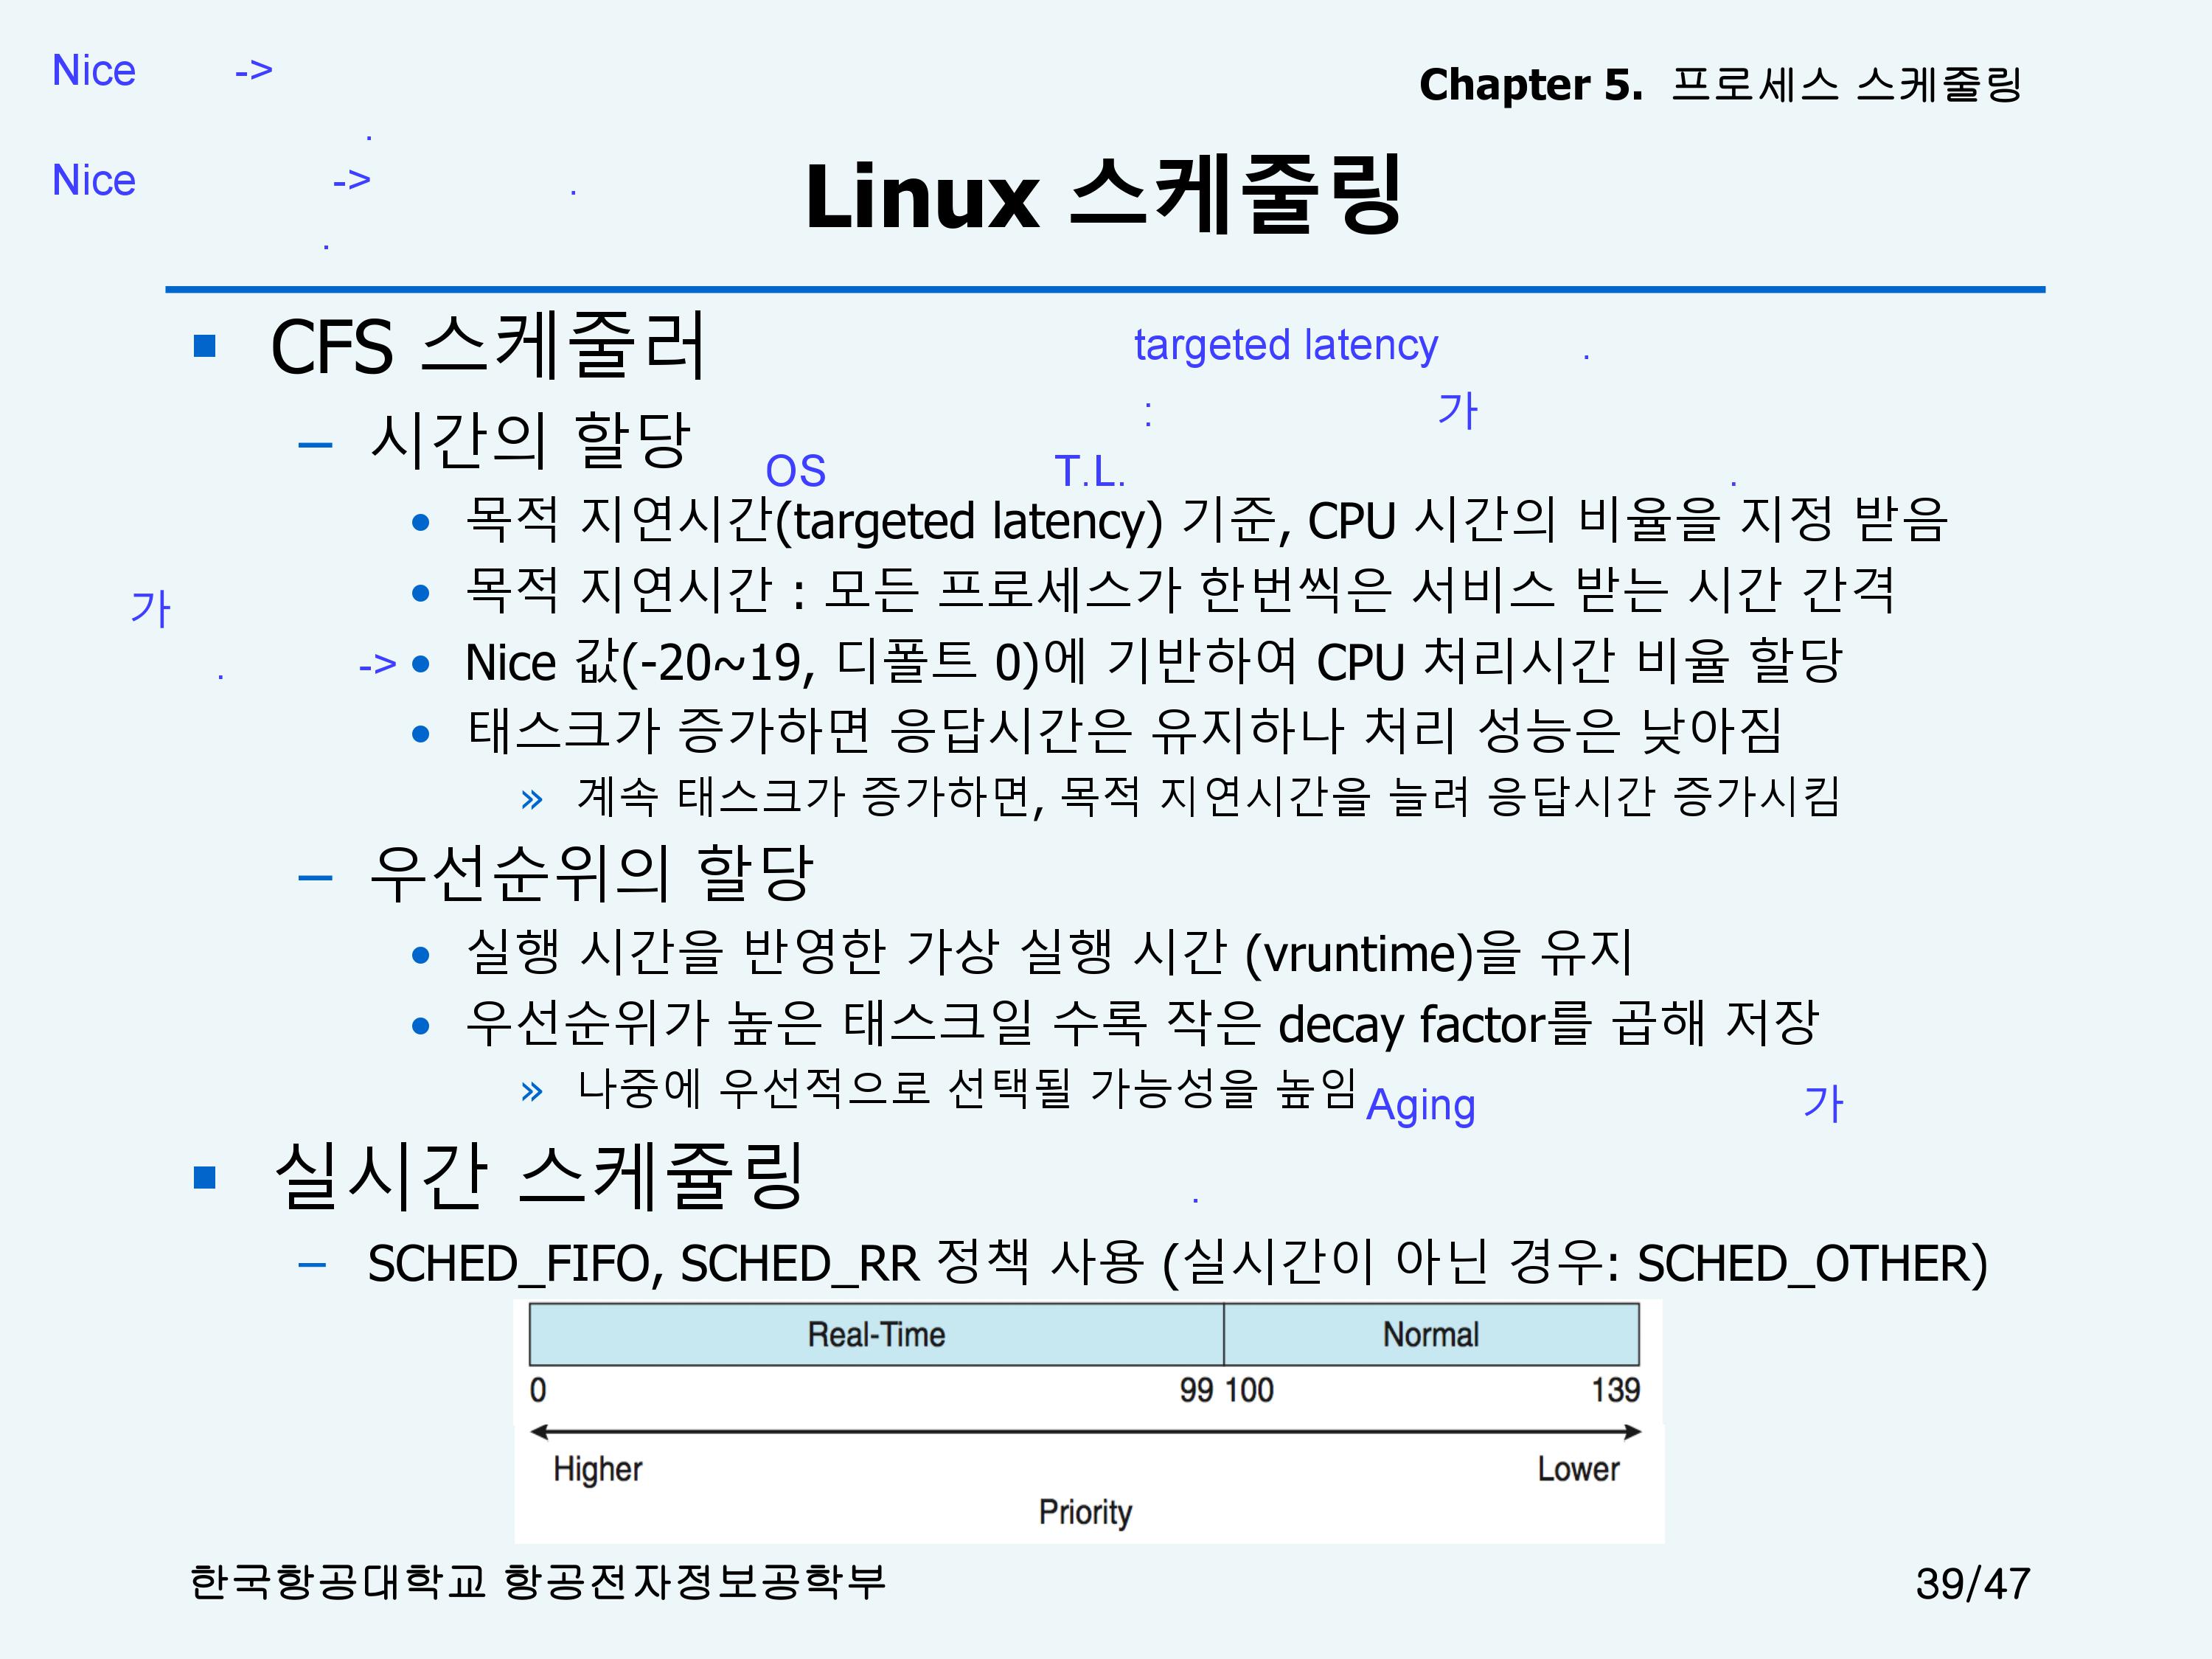 Nice ->
.
Nice -> .
.
Chapter 5. 프로세스 스케줄링
Linux 스케줄링
CFS 스케줄러
targeted latency .
: 가
– 시간의 할당
OS T.L. .
• 목적 지연시간(targeted latency) 기준, CPU 시간의 비율을 지정 받음
• 목적 지연시간 : 모든 프로세스가 한번씩은 서비스 받는 시간 간격
가
. ->
• Nice 값(-20~19, 디폴트 0)에 기반하여 CPU 처리시간 비율 할당
• 태스크가 증가하면 응답시간은 유지하나 처리 성능은 낮아짐
» 계속 태스크가 증가하면, 목적 지연시간을 늘려 응답시간 증가시킴
– 우선순위의 할당
• 실행 시간을 반영한 가상 실행 시간 (vruntime)을 유지
• 우선순위가 높은 태스크일 수록 작은 decay factor를 곱해 저장
» 나중에 우선적으로 선택될 가능성을 높임
Aging 가
.
실시간 스케쥴링
– SCHED_FIFO, SCHED_RR 정책 사용 (실시간이 아닌 경우: SCHED_OTHER)
Real-Time Normal
0 99 100 139
Higher Lower
Priority
한국항공대학교 항공전자정보공학부
39/47